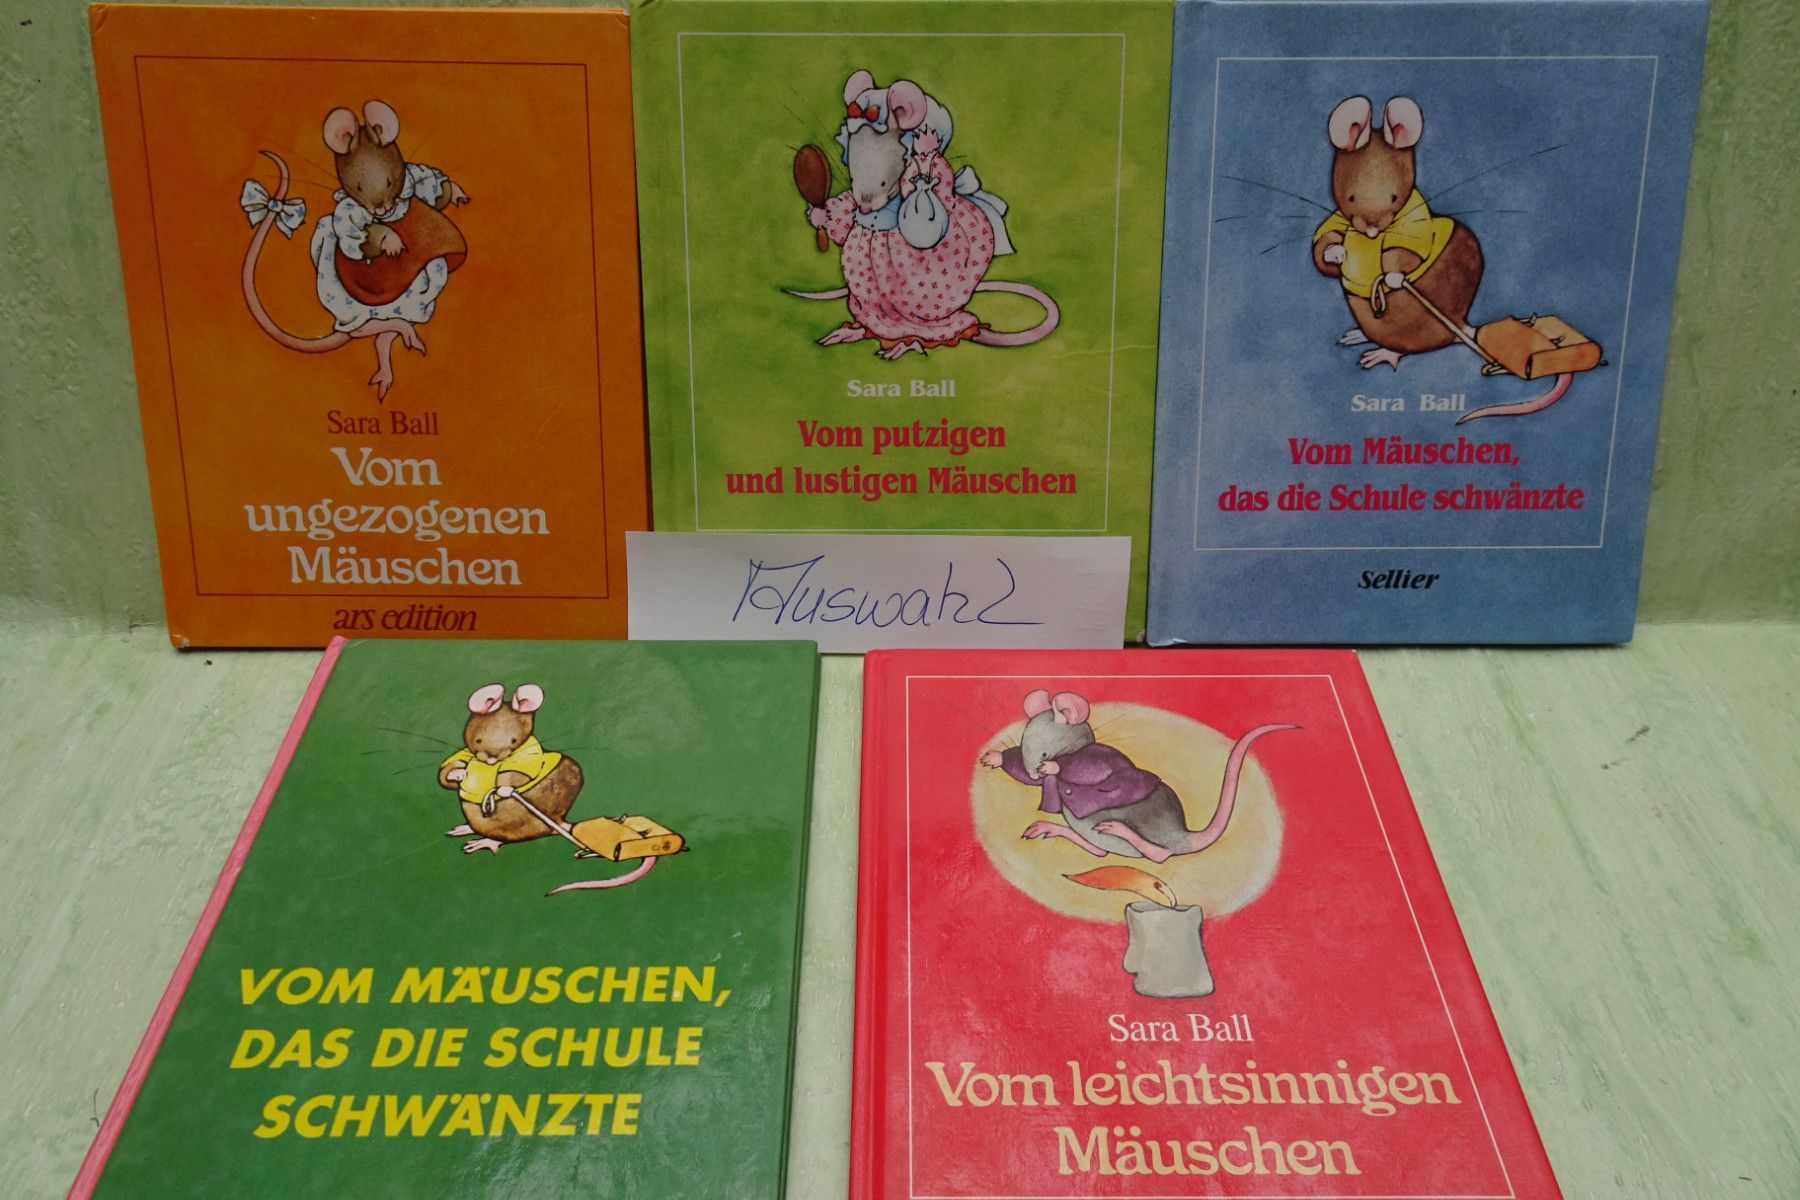 Sara Ball
Vom
ungezogenen
Mäuschen
ars edition
Sara Ball
Vom putzigen
und lustigen Mäuschen
Sara Ball
Vom Mäuschen,
das die Schule schwänzte
Sellier
Auswahl
VOM MÄUSCHEN,
DAS DIE SCHULE
SCHWÄNZTE
Sara Ball
Vom leichtsinnigen
Mäuschen